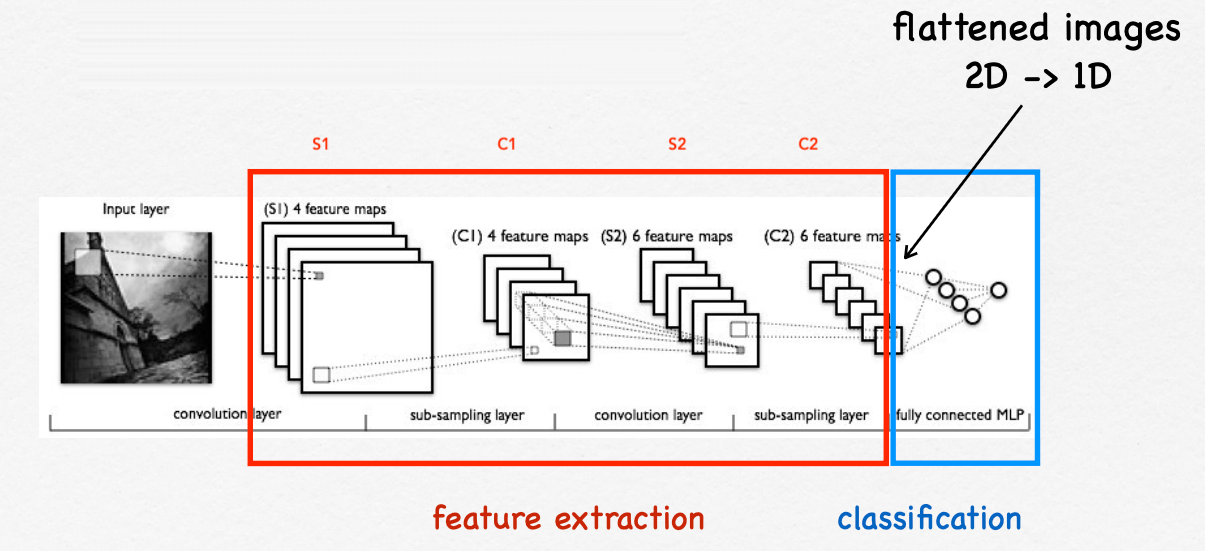 flattened images
2D -> 1D
S1
C1
S2
C2
Input layer
(S1) 4 feature maps
(C1) 4 feature maps
(S2) 6 feature maps
(C2) 6 feature maps
convolution layer
sub-sampling layer
convolution layer
sub-sampling layer
fully connected MLP
feature extraction
classification